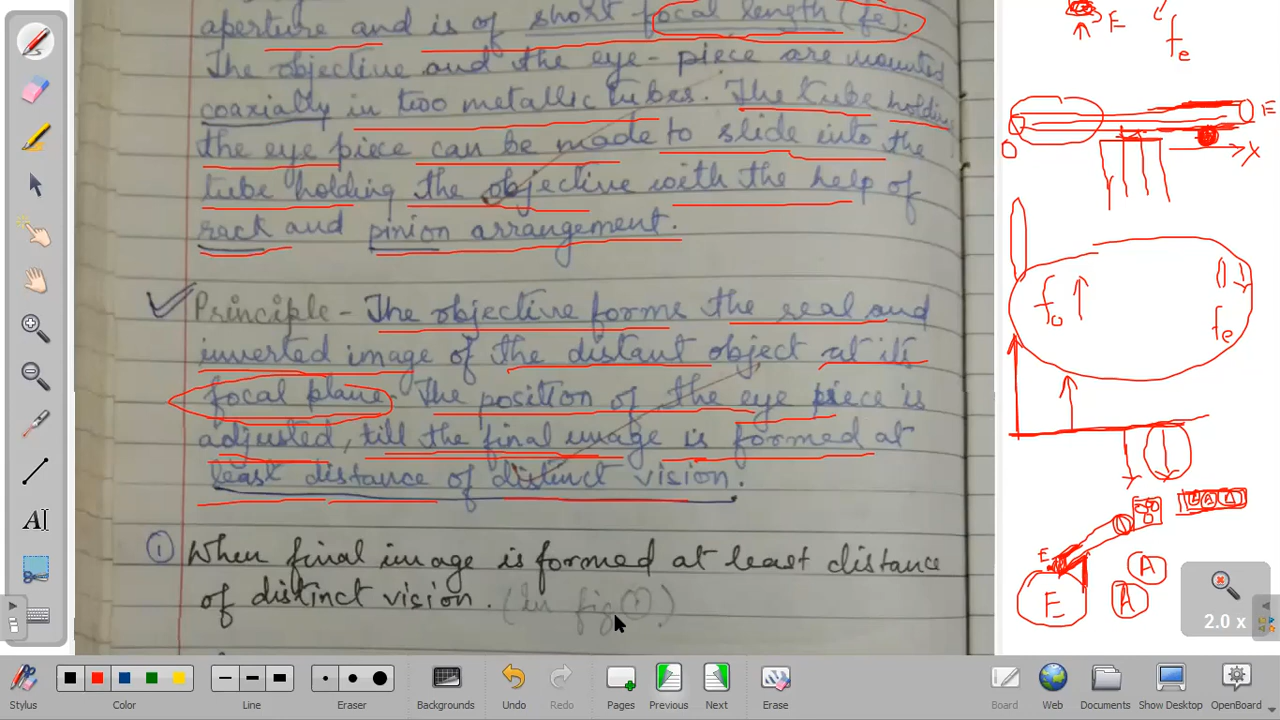 aperture and is of short focal length (fe).
The objective and the eye-piece are mounted
coaxially in two metallic tubes. The tube holding
the eye piece can be made to slide into the
tube holding the objective with the help of
rack and pinion arrangement.
Principle - The objective forms the real and
inverted image of the distant object at its
focal plane. The position of the eye piece is
adjusted, till the final image is formed at
least distance of distinct vision.
① When final image is formed at least distance
of distinct vision. (In fig ①)
E
fe
E
O
X
fo
fe
E
E
A
A
2.0 x
Stylus
Color
Line
Eraser
Backgrounds
Undo
Redo
Pages
Previous
Next
Erase
Board
Web
Documents
Show Desktop
OpenBoard